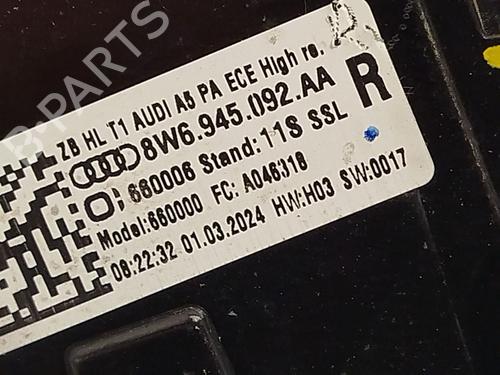 ZB HL T1 AUDI A5 PA ECE High re.
8W6.945.092.AA
R
660006 Stand: 11S SSL
Model:660000 FC: A046318
08:22:32 01.03.2024 HW:H03 SW:0017
B-PARTS